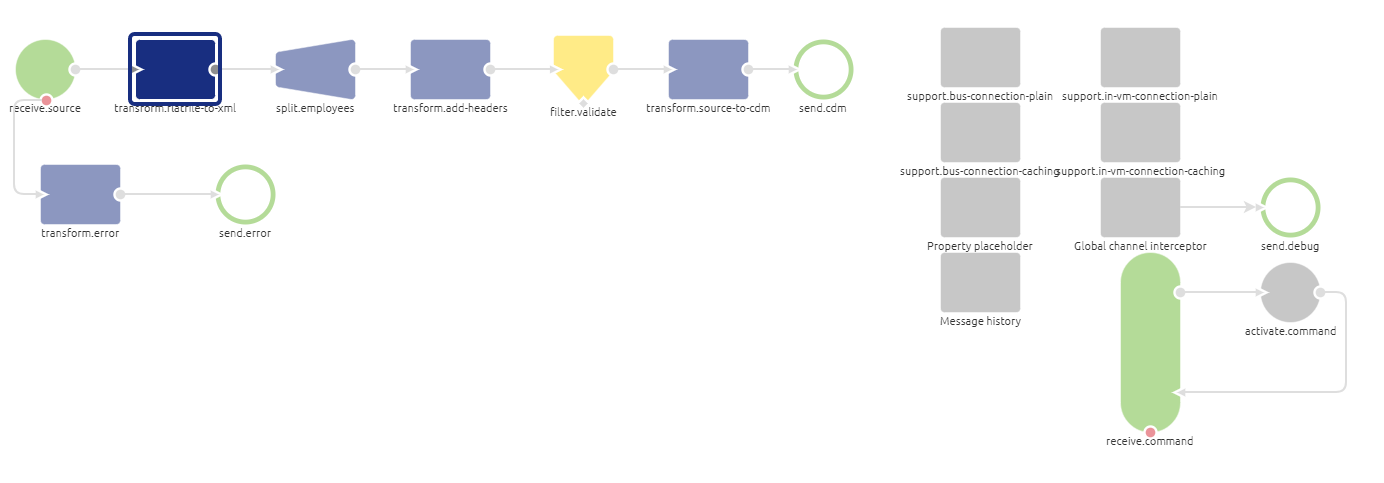 receive.source
transform.flatfile-to-xml
split.employees
transform.add-headers
filter.validate
transform.source-to-cdm
send.cdm
transform.error
send.error
support.bus-connection-plain
support.in-vm-connection-plain
support.bus-connection-caching
support.in-vm-connection-caching
Property placeholder
Global channel interceptor
send.debug
Message history
activate.command
receive.command